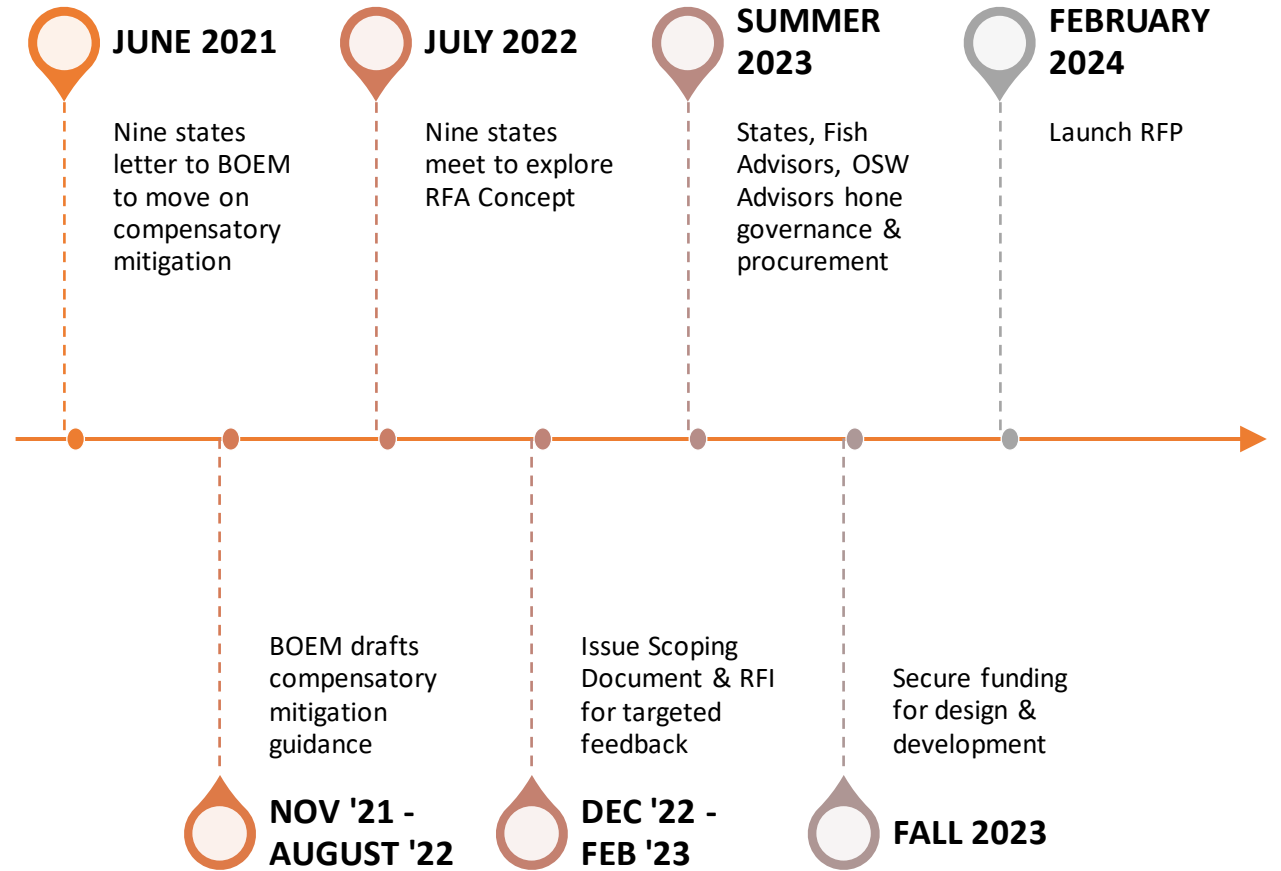 JUNE 2021
Nine states
letter to BOEM
to move on
compensatory
mitigation
JULY 2022
Nine states
meet to explore
RFA Concept
SUMMER
2023
States, Fish
Advisors, OSW
Advisors hone
governance &
procurement
FEBRUARY
2024
Launch RFP
BOEM drafts
compensatory
mitigation
guidance
NOV '21 -
AUGUST '22
Issue Scoping
Document & RFI
for targeted
feedback
DEC '22 -
FEB '23
Secure funding
for design &
development
FALL 2023